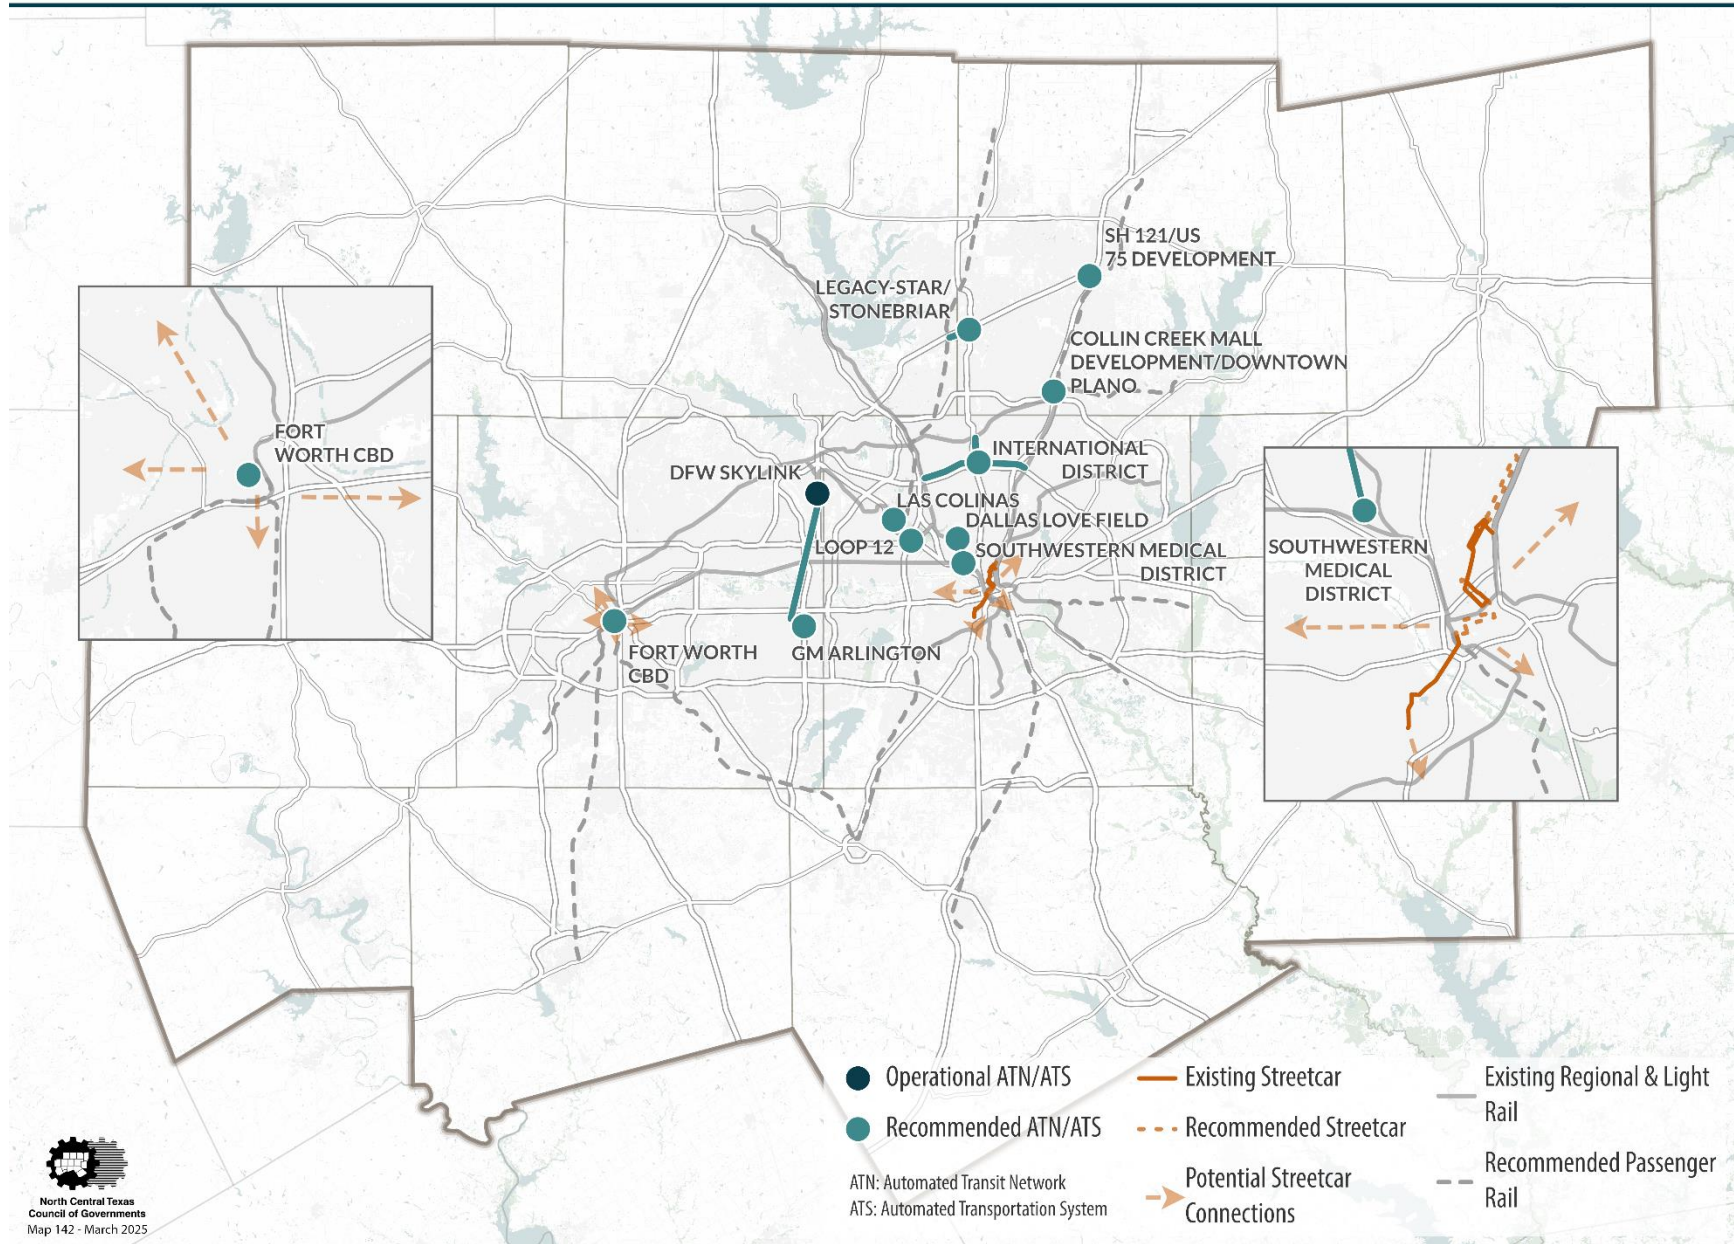 SH 121/US
75 DEVELOPMENT
LEGACY-STAR/
STONEBRIAR
COLLIN CREEK MALL
DEVELOPMENT/DOWNTOWN
PLANO
FORT
WORTH CBD
INTERNATIONAL
DISTRICT
DFW SKYLINK
LAS COLINAS
DALLAS LOVE FIELD
LOOP 12
SOUTHWESTERN MEDICAL
DISTRICT
SOUTHWESTERN
MEDICAL
DISTRICT
FORT WORTH
CBD
GM ARLINGTON
Operational ATN/ATS
Recommended ATN/ATS
ATN: Automated Transit Network
ATS: Automated Transportation System
Existing Streetcar
Recommended Streetcar
Potential Streetcar
Connections
Existing Regional & Light
Rail
Recommended Passenger
Rail
North Central Texas
Council of Governments
Map 142 - March 2025